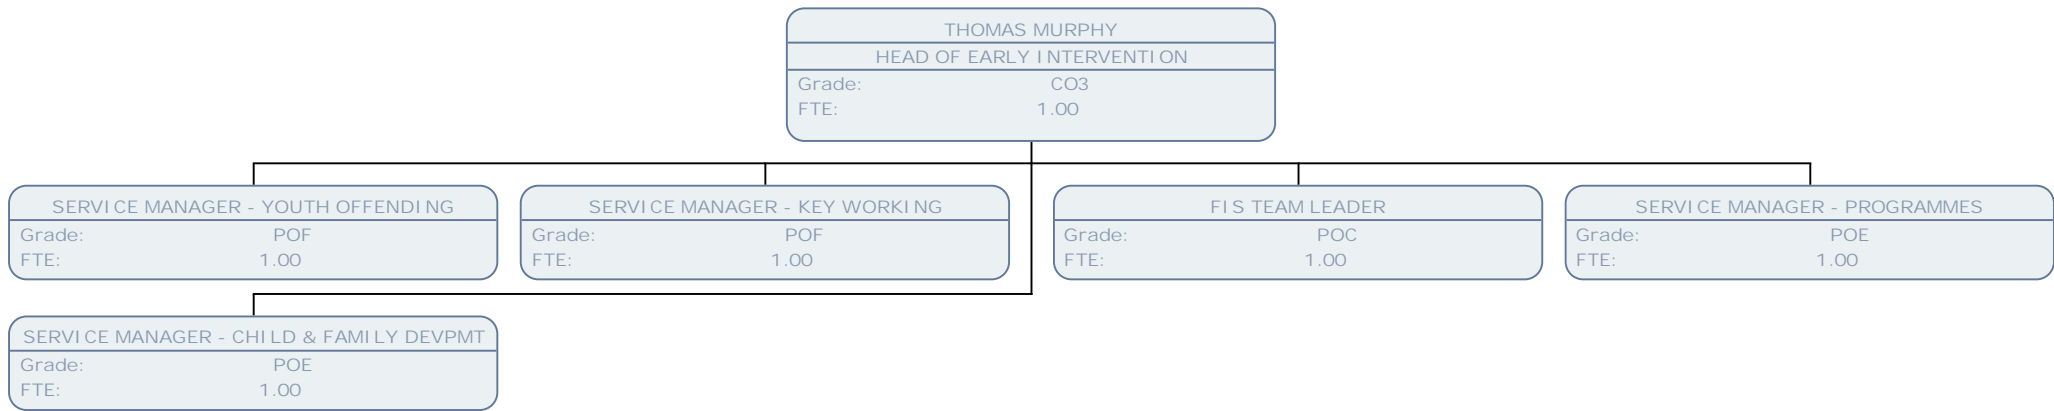 THOMAS MURPHY
HEAD OF EARLY INTERVENTION
Grade: CO3
FTE: 1.00
SERVICE MANAGER - YOUTH OFFENDING
Grade: POF
FTE: 1.00
SERVICE MANAGER - KEY WORKING
Grade: POF
FTE: 1.00
FIS TEAM LEADER
Grade: POC
FTE: 1.00
SERVICE MANAGER - PROGRAMMES
Grade: POE
FTE: 1.00
SERVICE MANAGER - CHILD & FAMILY DEVPMT
Grade: POE
FTE: 1.00